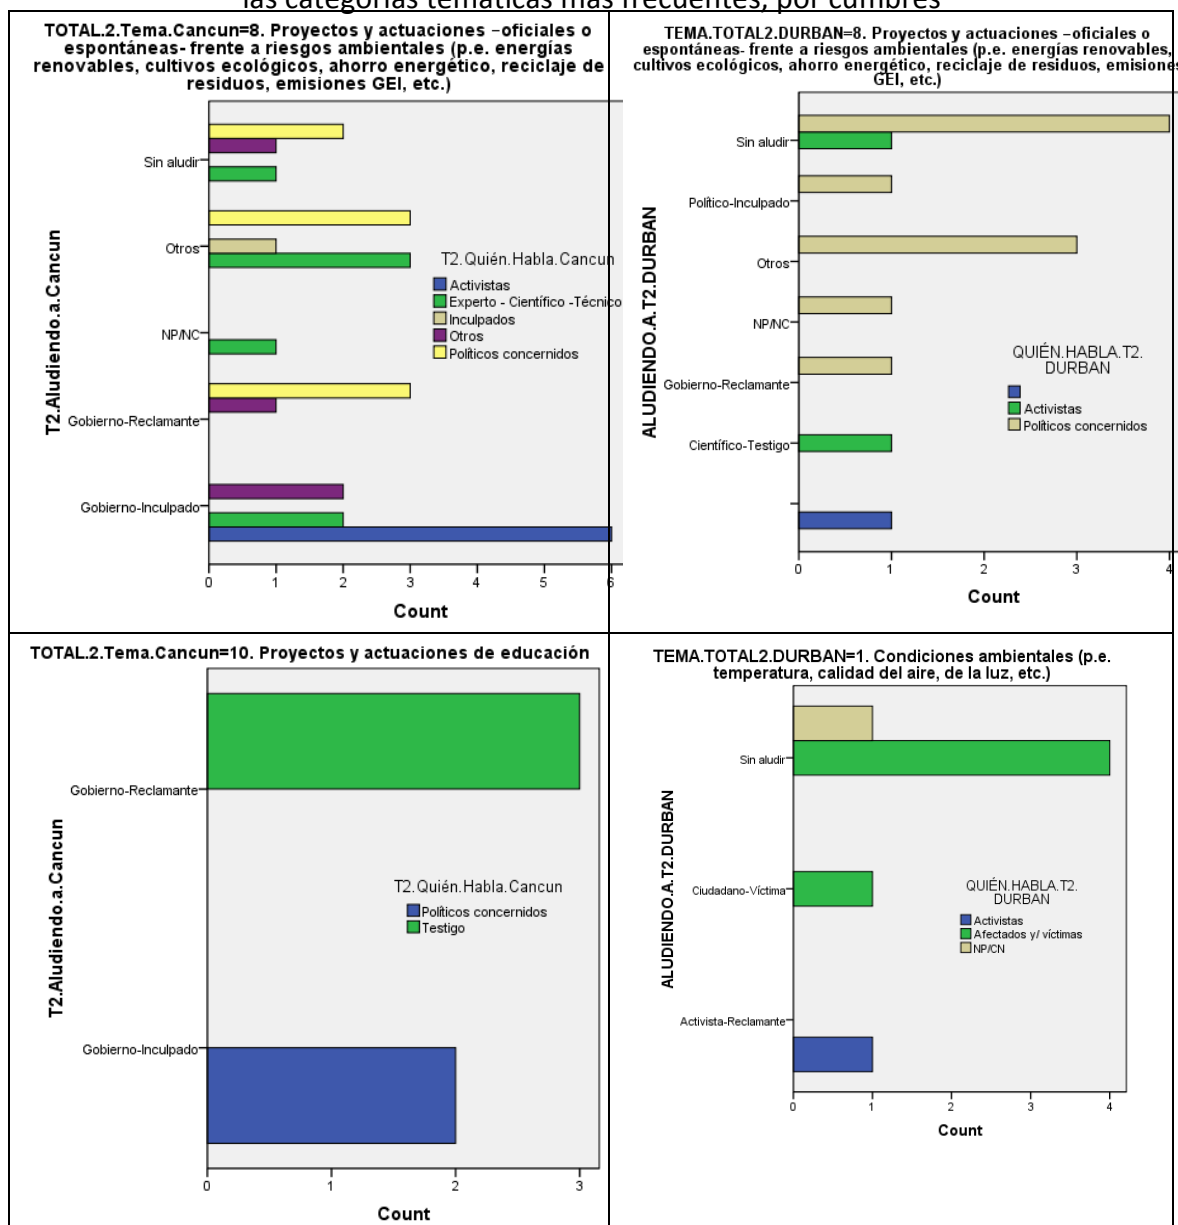 las categorías temáticas más frecuentes, por cumbres
TOTAL.2.Tema.Cancun=8. Proyectos y actuaciones –oficiales o
espontáneas- frente a riesgos ambientales (p.e. energías
renovables, cultivos ecológicos, ahorro energético, reciclaje de
residuos, emisiones GEI, etc.)
T2.Aludiendo.a.Cancun
Sin aludir
Otros
NP/NC
Gobierno-Reclamante
Gobierno-Inculpado
T2.Quién.Habla.Cancun
Activistas
Experto - Científico -Técnico
Inculpados
Otros
Políticos concernidos
0 1 2 3 4 5 6
Count
TEMA.TOTAL2.DURBAN=8. Proyectos y actuaciones –oficiales o
espontáneas- frente a riesgos ambientales (p.e. energías renovables,
cultivos ecológicos, ahorro energético, reciclaje de residuos, emisiones
GEI, etc.)
ALUDIENDO.A.T2.DURBAN
Sin aludir
Político-Inculpado
Otros
NP/NC
Gobierno-Reclamante
Científico-Testigo
QUIÉN.HABLA.T2.
DURBAN
Activistas
Políticos concernidos
0 1 2 3 4
Count
TOTAL.2.Tema.Cancun=10. Proyectos y actuaciones de educación
T2.Aludiendo.a.Cancun
Gobierno-Reclamante
Gobierno-Inculpado
T2.Quién.Habla.Cancun
Políticos concernidos
Testigo
0 1 2 3
Count
TEMA.TOTAL2.DURBAN=1. Condiciones ambientales (p.e.
temperatura, calidad del aire, de la luz, etc.)
ALUDIENDO.A.T2.DURBAN
Sin aludir
Ciudadano-Víctima
Activista-Reclamante
QUIÉN.HABLA.T2.
DURBAN
Activistas
Afectados y/ víctimas
NP/CN
0 1 2 3 4
Count